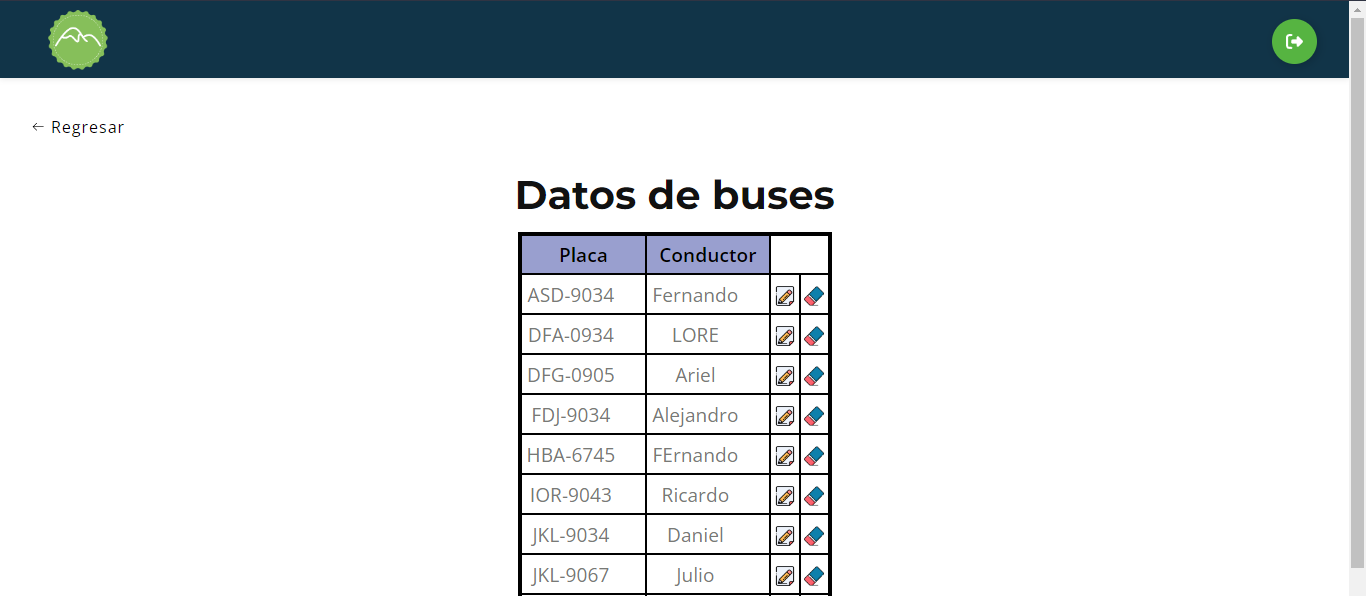 ← Regresar
Datos de buses
Placa Conductor
ASD-9034 Fernando
DFA-0934 LORE
DFG-0905 Ariel
FDJ-9034 Alejandro
HBA-6745 FErnando
IOR-9043 Ricardo
JKL-9034 Daniel
JKL-9067 Julio